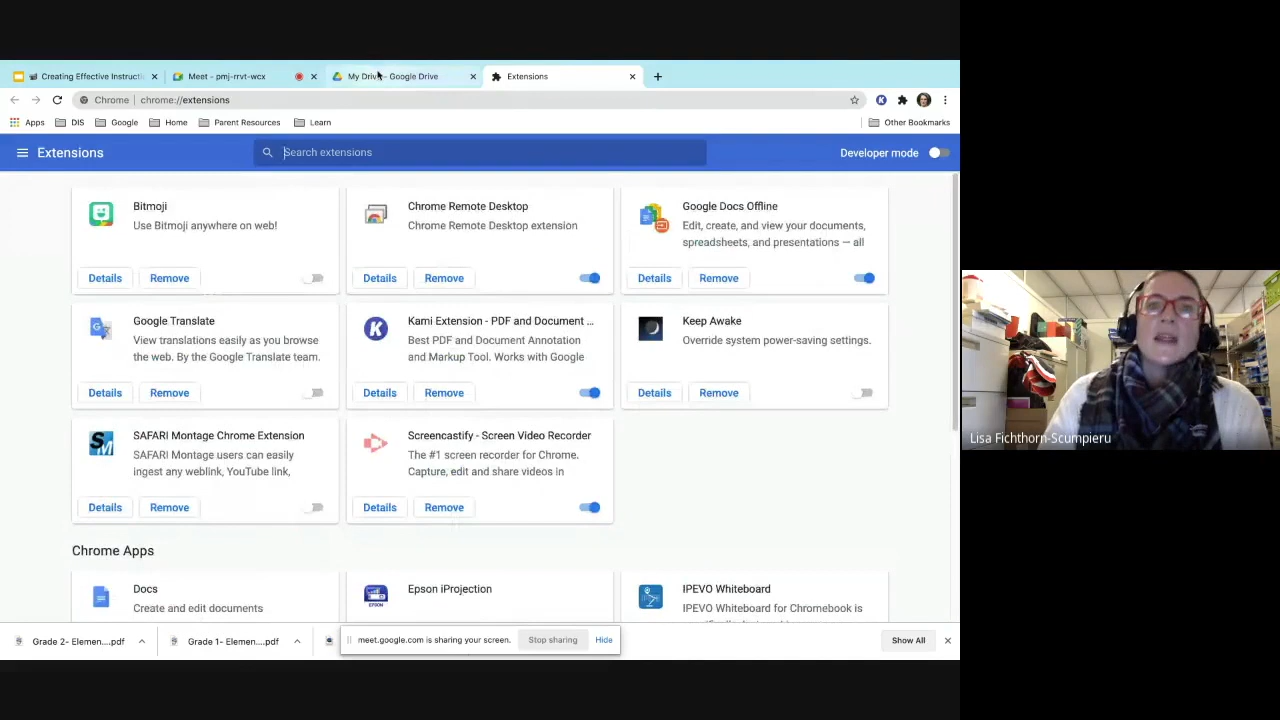 Creating Effective Instructi
Meet - pmj-rrvt-wcx
My Drive - Google Drive
Extensions
Chrome
chrome://extensions
Apps
DIS
Google
Home
Parent Resources
Learn
Other Bookmarks
Extensions
Search extensions
Developer mode
Bitmoji
Use Bitmoji anywhere on web!
Details
Remove
Chrome Remote Desktop
Chrome Remote Desktop extension
Details
Remove
Google Docs Offline
Edit, create, and view your documents,
spreadsheets, and presentations — all
Details
Remove
Google Translate
View translations easily as you browse
the web. By the Google Translate team.
Details
Remove
Kami Extension - PDF and Document ...
Best PDF and Document Annotation
and Markup Tool. Works with Google
Details
Remove
Keep Awake
Override system power-saving settings.
Details
Remove
SAFARI Montage Chrome Extension
SAFARI Montage users can easily
ingest any weblink, YouTube link,
Details
Remove
Screencastify - Screen Video Recorder
The #1 screen recorder for Chrome.
Capture, edit and share videos in
Details
Remove
Chrome Apps
Docs
Create and edit documents
Epson iProjection
EPSON
IPEVO Whiteboard
IPEVO Whiteboard for Chromebook is
Grade 2- Elemen....pdf
Grade 1- Elemen....pdf
meet.google.com is sharing your screen.
Stop sharing
Hide
Show All
Lisa Fichthorn-Scumpieru